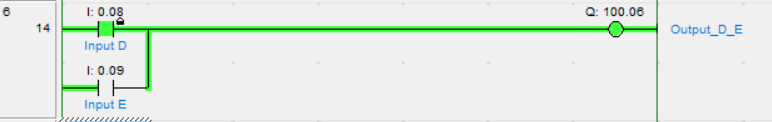 6
I: 0.08
Q: 100.06
14
Output_D_E
Input D
I: 0.09
Input E